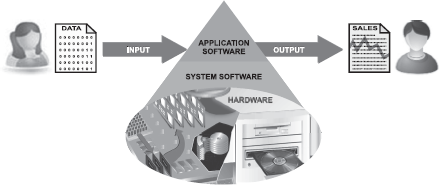 DATA
INPUT
APPLICATION
SOFTWARE
SYSTEM SOFTWARE
HARDWARE
OUTPUT
SALES